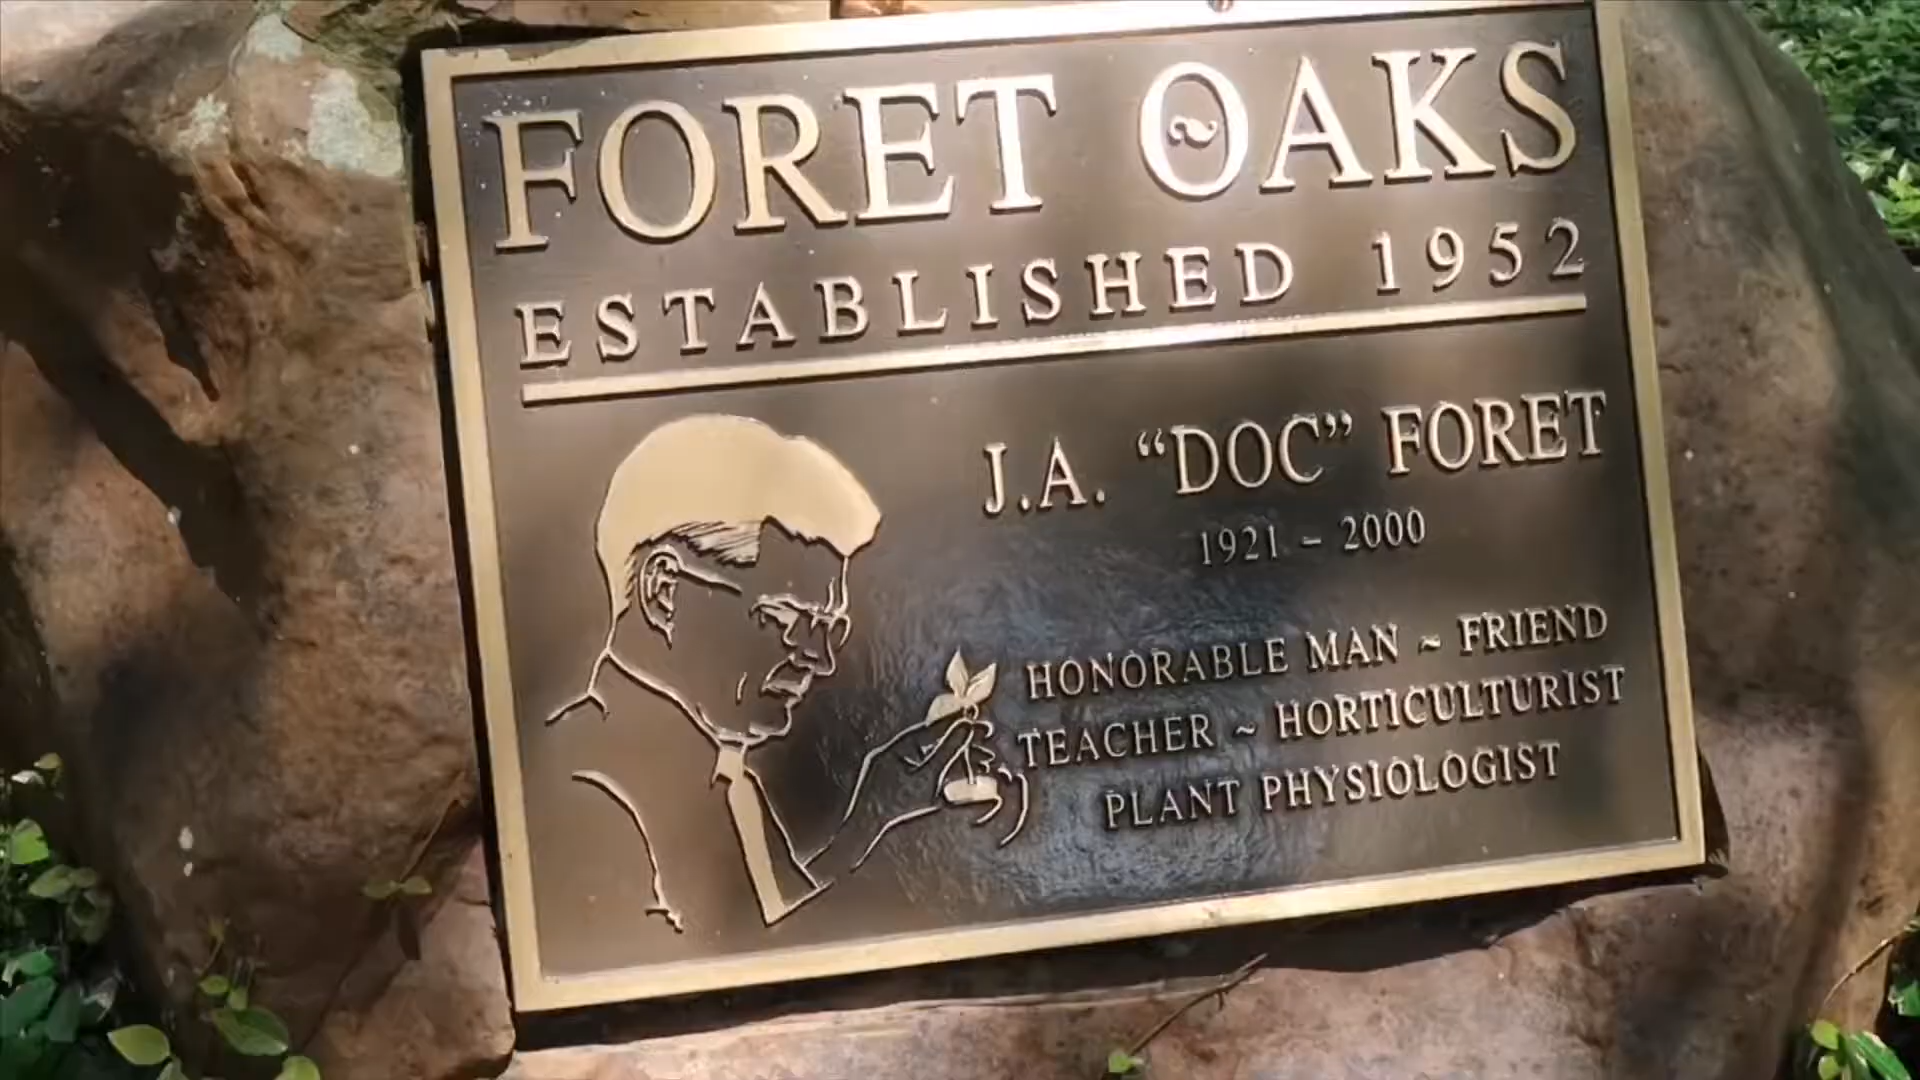 FORET OAKS
ESTABLISHED 1952
J.A. “DOC” FORET
1921 – 2000
HONORABLE MAN ~ FRIEND
TEACHER ~ HORTICULTURIST
PLANT PHYSIOLOGIST